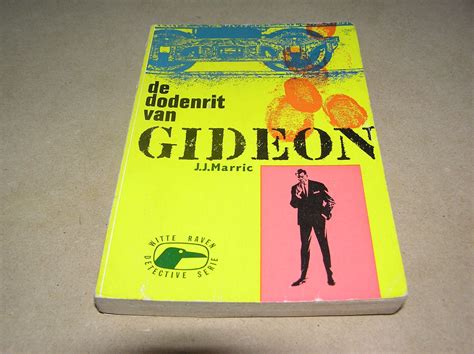 de
dodenrit
van
GIDEON
J.J.Marric
WITTE RAVEN
DETECTIVE SERIE